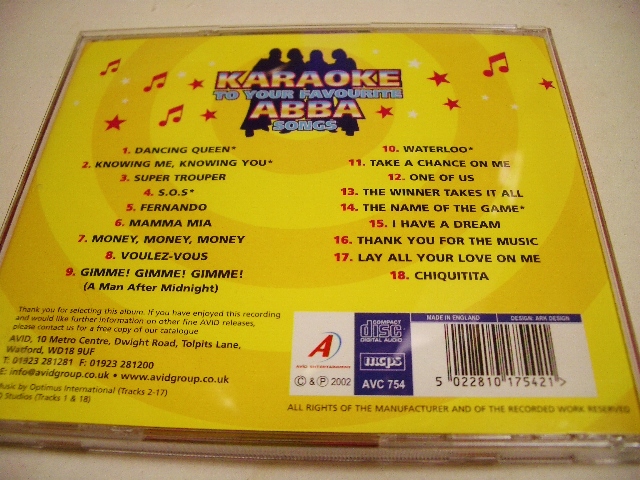 KARAOKE
TO YOUR FAVOURITE
ABBA
SONGS
1. DANCING QUEEN*
2. KNOWING ME, KNOWING YOU*
3. SUPER TROUPER
4. S.O.S*
5. FERNANDO
6. MAMMA MIA
7. MONEY, MONEY, MONEY
8. VOULEZ-VOUS
9. GIMME! GIMME! GIMME!
(A Man After Midnight)
10. WATERLOO*
11. TAKE A CHANCE ON ME
12. ONE OF US
13. THE WINNER TAKES IT ALL
14. THE NAME OF THE GAME*
15. I HAVE A DREAM
16. THANK YOU FOR THE MUSIC
17. LAY ALL YOUR LOVE ON ME
18. CHIQUITITA
Thank you for selecting this album. If you have enjoyed this recording
and would like further information on other fine AVID releases,
please contact us for a free copy of our catalogue
AVID, 10 Metro Centre, Dwight Road, Tolpits Lane,
Watford, WD18 9UF
T: 01923 281281 F: 01923 281200
E: info@avidgroup.co.uk • www.avidgroup.co.uk
Music by Optimus International (Tracks 2-17)
Studios (Tracks 1 & 18)
A
© & ℗ 2002
COMPACT
disc
DIGITAL AUDIO
mcps
AVC 754
MADE IN ENGLAND
DESIGN: ARK DESIGN
5 022810 175421 >
ALL RIGHTS OF THE MANUFACTURER AND OF THE RECORDED WORK RESERVED